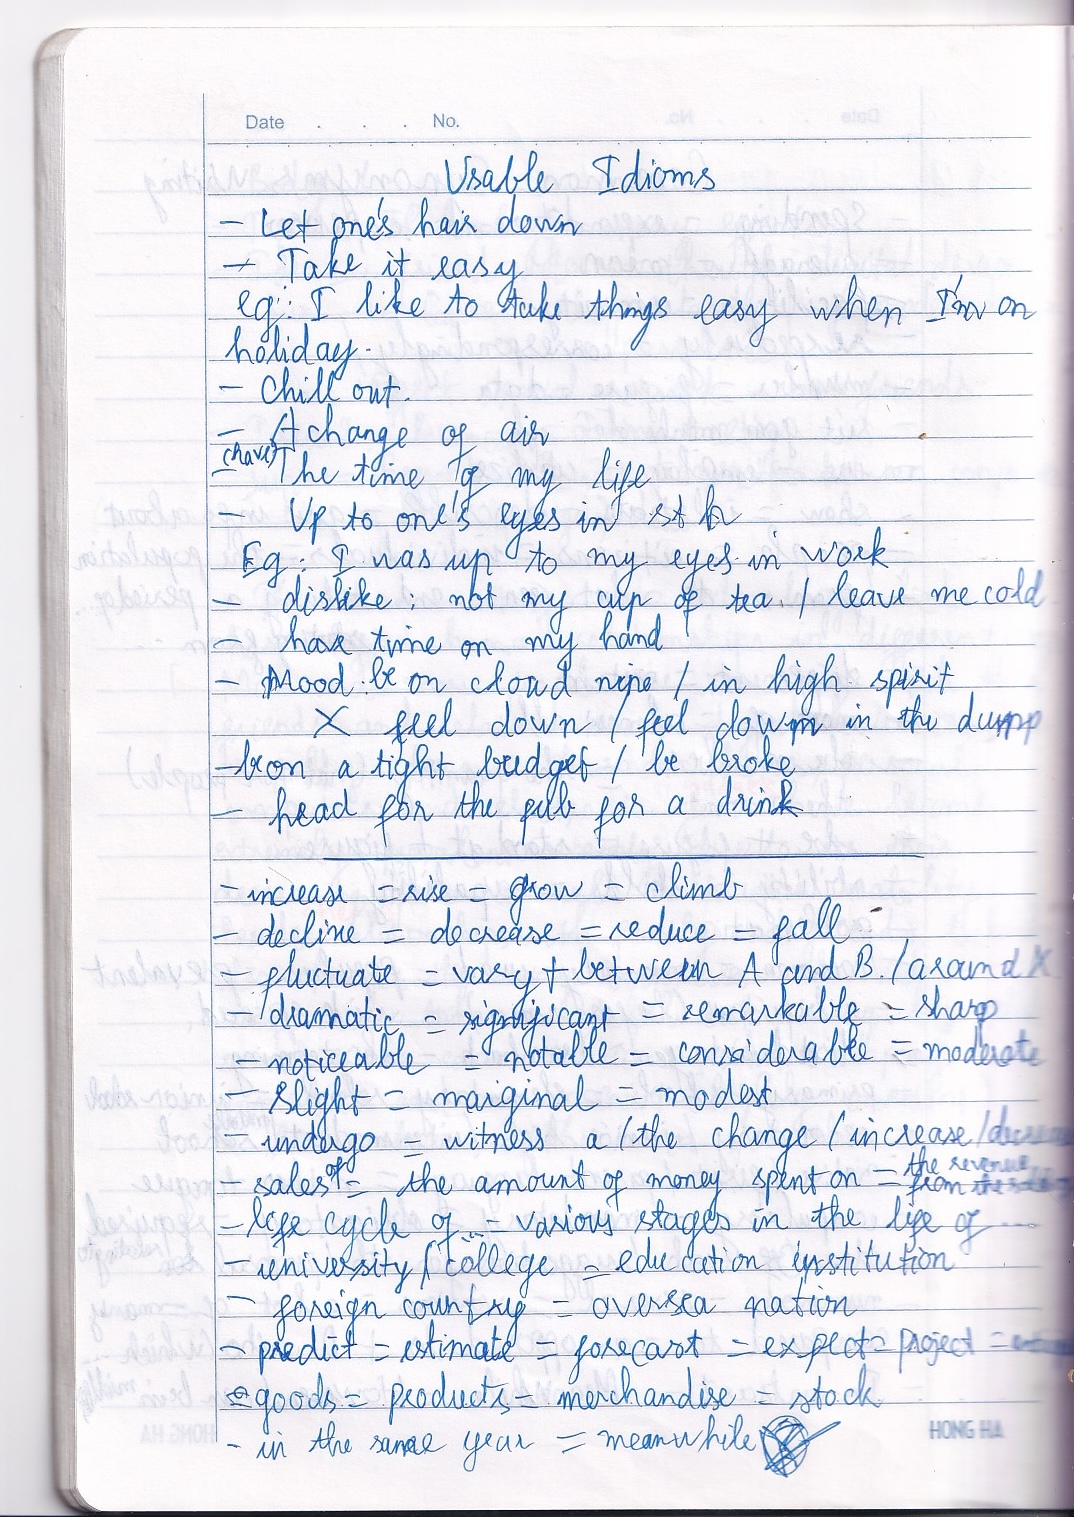 Date . . . No.
Usable Idioms
- Let one's hair down
- Take it easy
eg: I like to take things easy when I'm on
holiday.
- Chill out.
- A change of air
- (have) The time of my life
- Up to one's eyes in sth
Eg: I was up to my eyes in work
- dislike: not my cup of tea / leave me cold
- have time on my hand
- Mood: be on cloud nine / in high spirit
X feel down / feel down in the dump
- be on a tight budget / be broke
- head for the pub for a drink
- increase = rise = grow = climb
- decline = decrease = reduce = fall
- fluctuate = vary + between A and B / around X
- dramatic = significant = remarkable = sharp
- noticeable = notable = considerable = moderate
- Slight = marginal = modest
- undergo = witness a / the change / increase / decrease
- sales of = the amount of money spent on = the revenue from the
- life cycle of... - various stages in the life of ...
- university / college = education institution
- foreign country = oversea nation
- predict = estimate = forecast = expect = project =
- goods = products = merchandise = stock
- in the same year = meanwhile
HONG HA